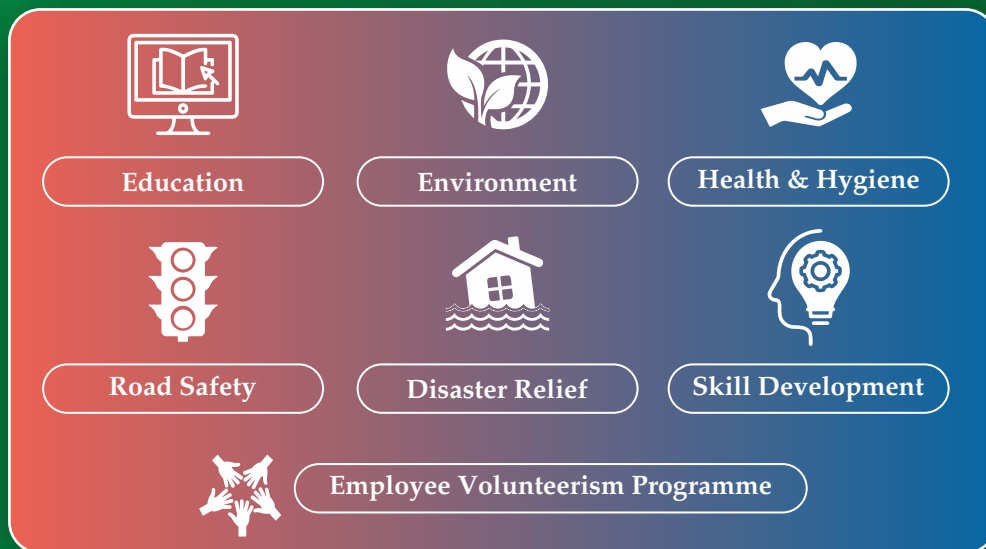 Education
Environment
Health & Hygiene
Road Safety
Disaster Relief
Skill Development
Employee Volunteerism Programme